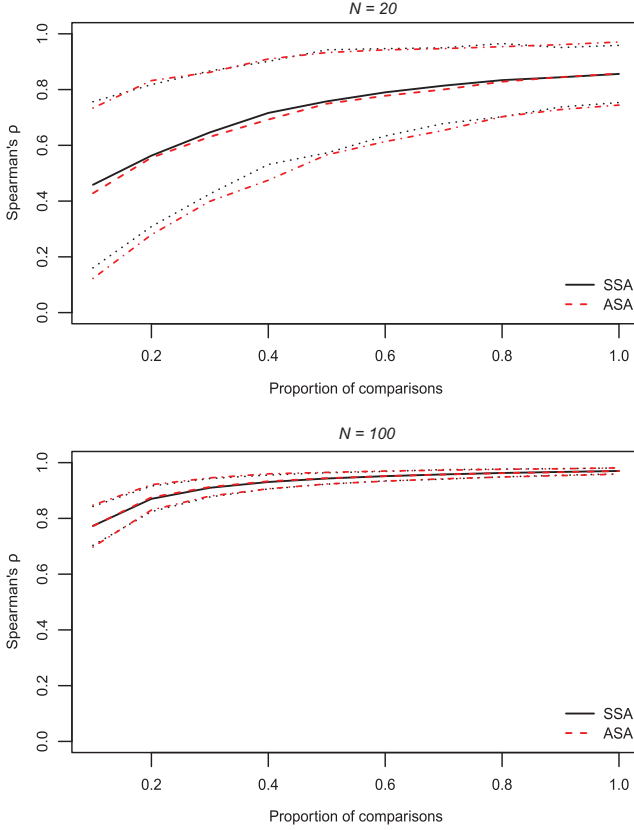 N = 20
1.0
0.8
0.6
0.4
0.2
0.0
Spearman's ρ
SSA
ASA
0.2 0.4 0.6 0.8 1.0
Proportion of comparisons
N = 100
1.0
0.8
0.6
0.4
0.2
0.0
Spearman's ρ
SSA
ASA
0.2 0.4 0.6 0.8 1.0
Proportion of comparisons